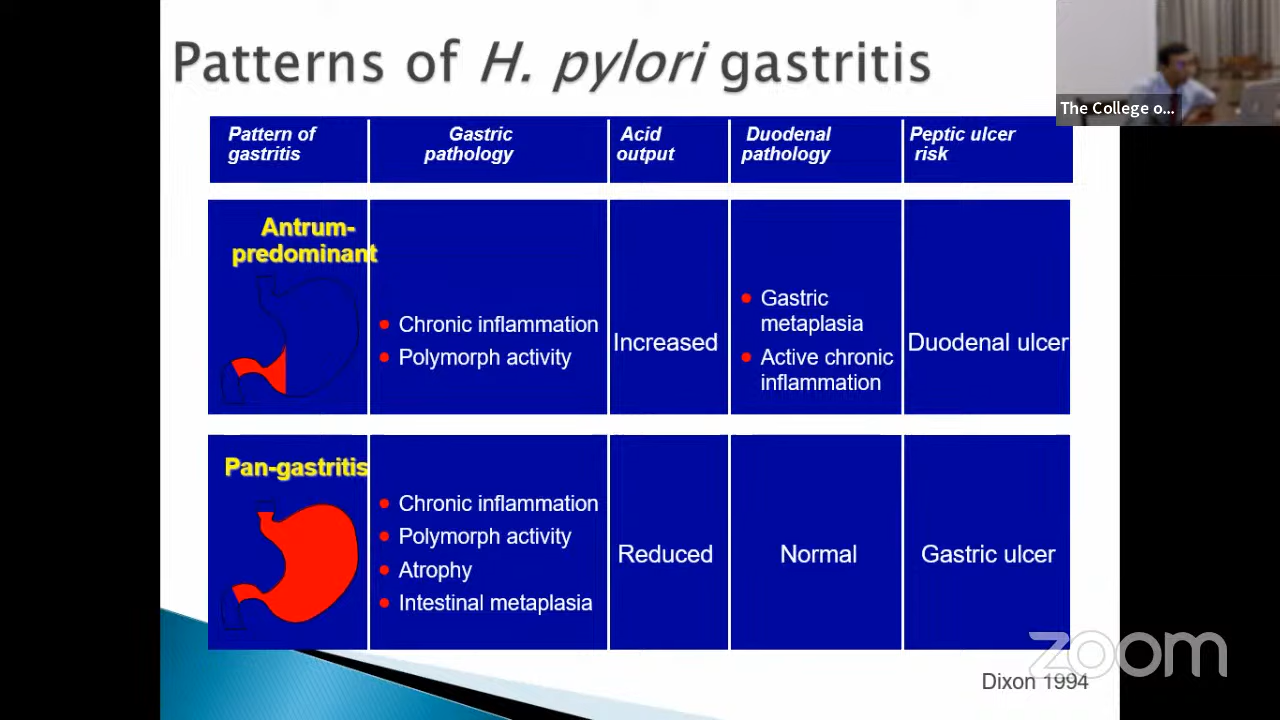 Patterns of H. pylori gastritis
The College o...
Pattern of
gastritis
Gastric
pathology
Acid
output
Duodenal
pathology
Peptic ulcer
risk
Antrum-
predominant
Chronic inflammation
Polymorph activity
Increased
Gastric
metaplasia
Active chronic
inflammation
Duodenal ulcer
Pan-gastritis
Chronic inflammation
Polymorph activity
Atrophy
Intestinal metaplasia
Reduced
Normal
Gastric ulcer
zoom
Dixon 1994